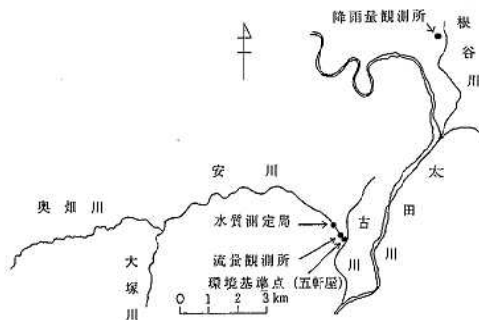 降雨量観測所
根谷川
太田川
安川
古川
奥畑川
水質測定局
大塚川
流量観測所
環境基準点(五軒屋)
0 1 2 3 km